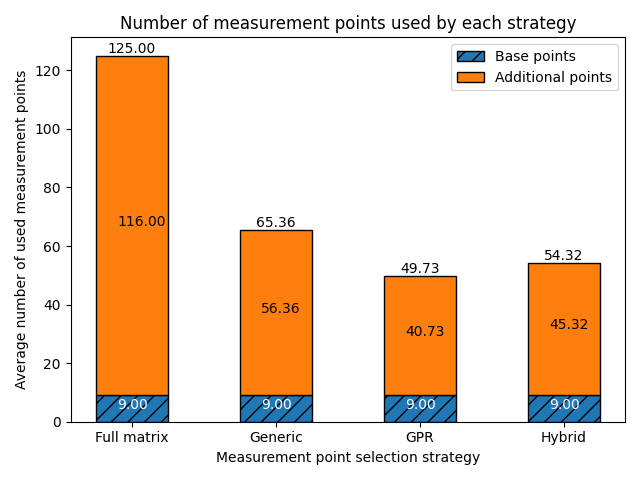 Number of measurement points used by each strategy
Base points
Additional points
Average number of used measurement points
120
100
80
60
40
20
0
125.00
116.00
9.00
65.36
56.36
9.00
49.73
40.73
9.00
54.32
45.32
9.00
Full matrix
Generic
GPR
Hybrid
Measurement point selection strategy